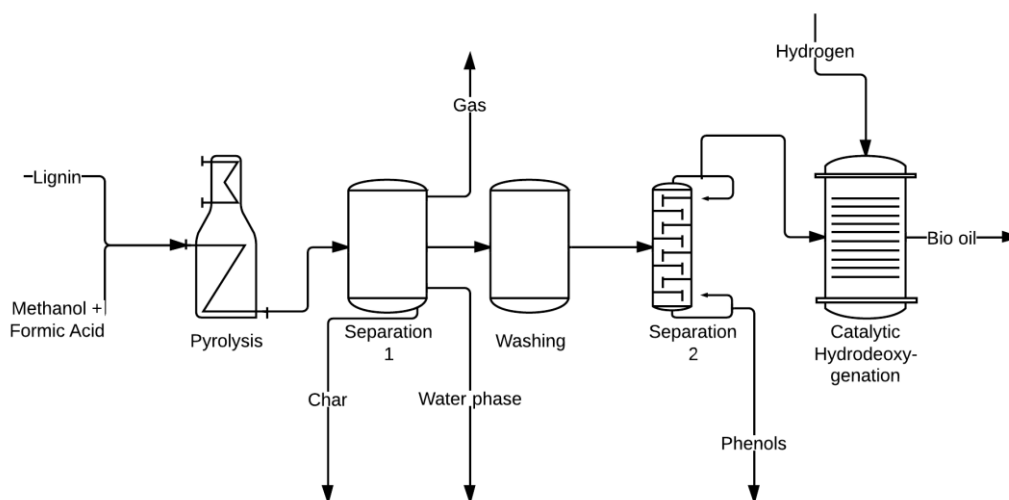 Hydrogen
Gas
Lignin
Methanol +
Formic Acid
Pyrolysis
Separation
1
Washing
Separation
2
Bio oil
Catalytic
Hydrodeoxy-
genation
Char
Water phase
Phenols